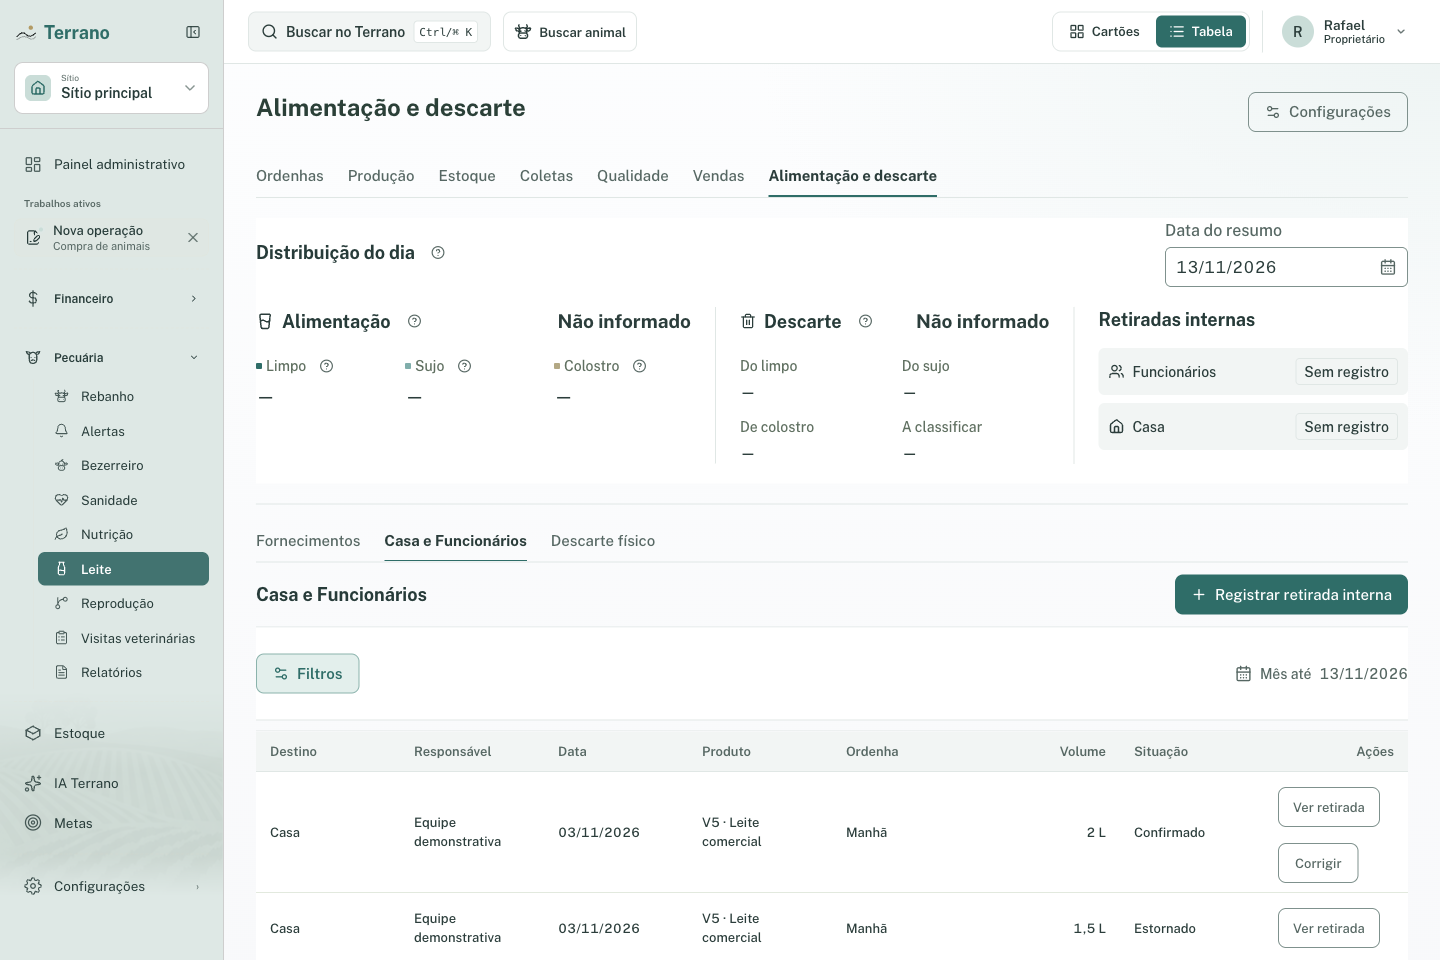 Terrano
Buscar no Terrano
Ctrl/⌘ K
Buscar animal
Cartões
Tabela
R
Rafael
Proprietário
Sítio
Sítio principal
Painel administrativo
Trabalhos ativos
Nova operação
Compra de animais
Financeiro
Pecuária
Rebanho
Alertas
Bezerreiro
Sanidade
Nutrição
Leite
Reprodução
Visitas veterinárias
Relatórios
Estoque
IA Terrano
Metas
Configurações
Alimentação e descarte
Configurações
Ordenhas Produção Estoque Coletas Qualidade Vendas Alimentação e descarte
Distribuição do dia
Data do resumo
13/11/2026
Alimentação Não informado
Limpo Sujo Colostro
— — —
Descarte Não informado
Do limpo Do sujo
— —
De colostro A classificar
— —
Retiradas internas
Funcionários Sem registro
Casa Sem registro
Fornecimentos Casa e Funcionários Descarte físico
Casa e Funcionários
+ Registrar retirada interna
Filtros
Mês até 13/11/2026
Destino Responsável Data Produto Ordenha Volume Situação Ações
Casa Equipe demonstrativa 03/11/2026 V5 · Leite comercial Manhã 2 L Confirmado Ver retirada
Corrigir
Casa Equipe demonstrativa 03/11/2026 V5 · Leite comercial Manhã 1,5 L Estornado Ver retirada